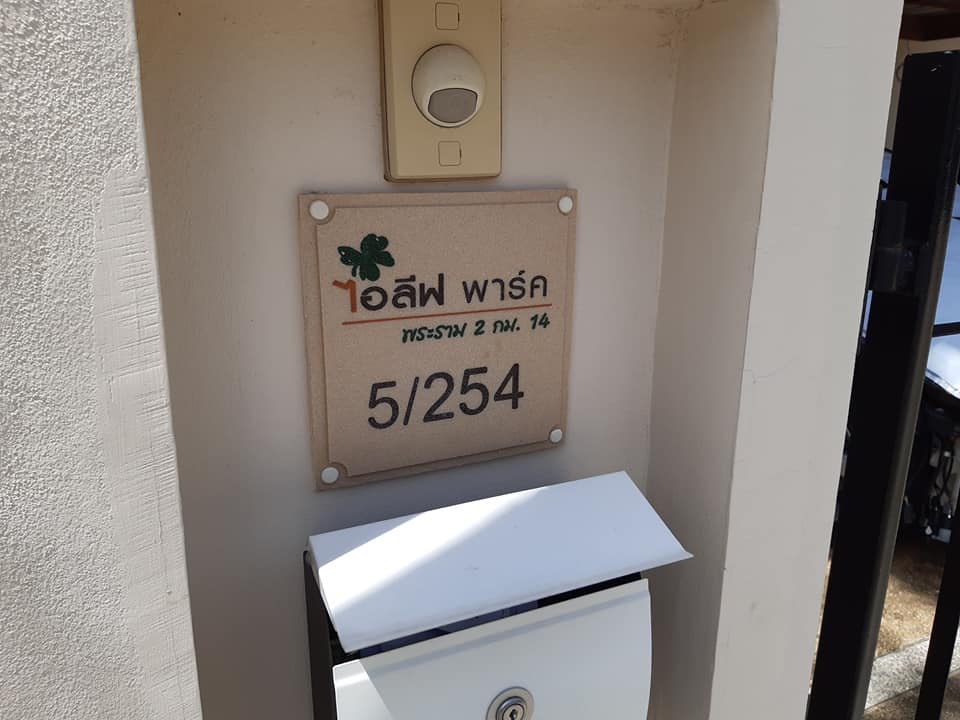 ไอลีฟ พาร์ค
พระราม 2 กม. 14
5/254